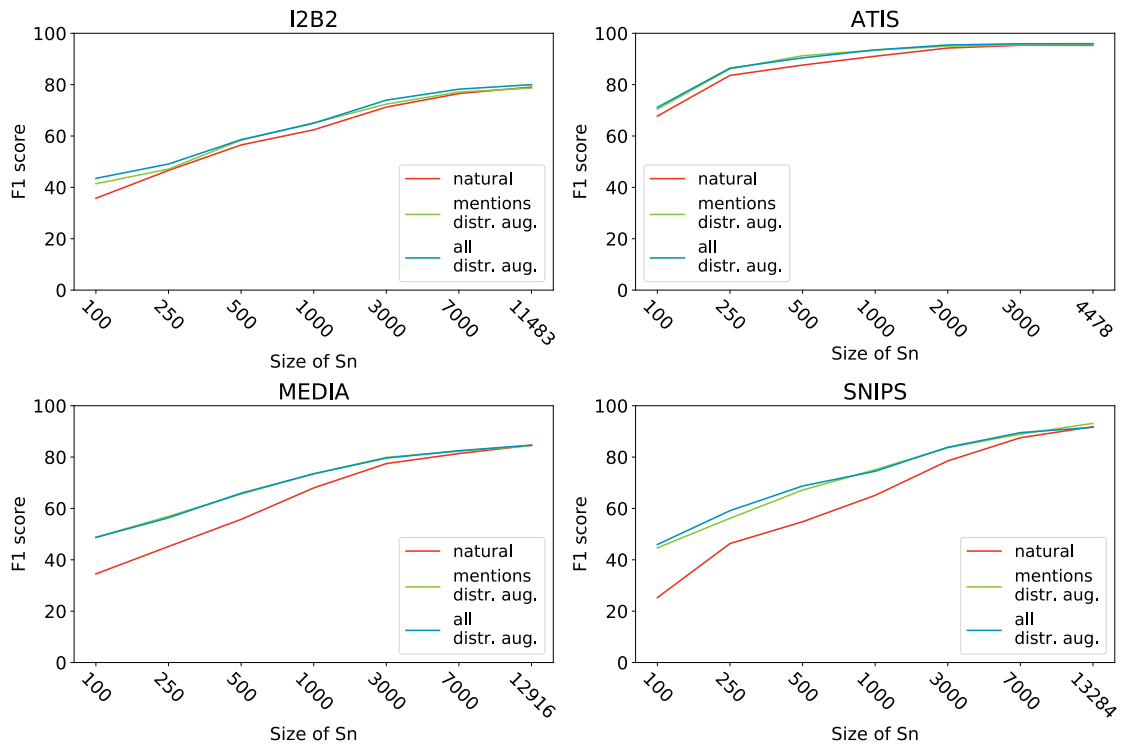 I2B2
100
80
60
40
20
0
F1 score
natural
mentions
distr. aug.
all
distr. aug.
100
250
500
1000
3000
7000
11483
Size of Sn
ATIS
100
80
60
40
20
0
F1 score
natural
mentions
distr. aug.
all
distr. aug.
100
250
500
1000
2000
3000
4478
Size of Sn
MEDIA
100
80
60
40
20
0
F1 score
natural
mentions
distr. aug.
all
distr. aug.
100
250
500
1000
3000
7000
12916
Size of Sn
SNIPS
100
80
60
40
20
0
F1 score
natural
mentions
distr. aug.
all
distr. aug.
100
250
500
1000
3000
7000
13284
Size of Sn